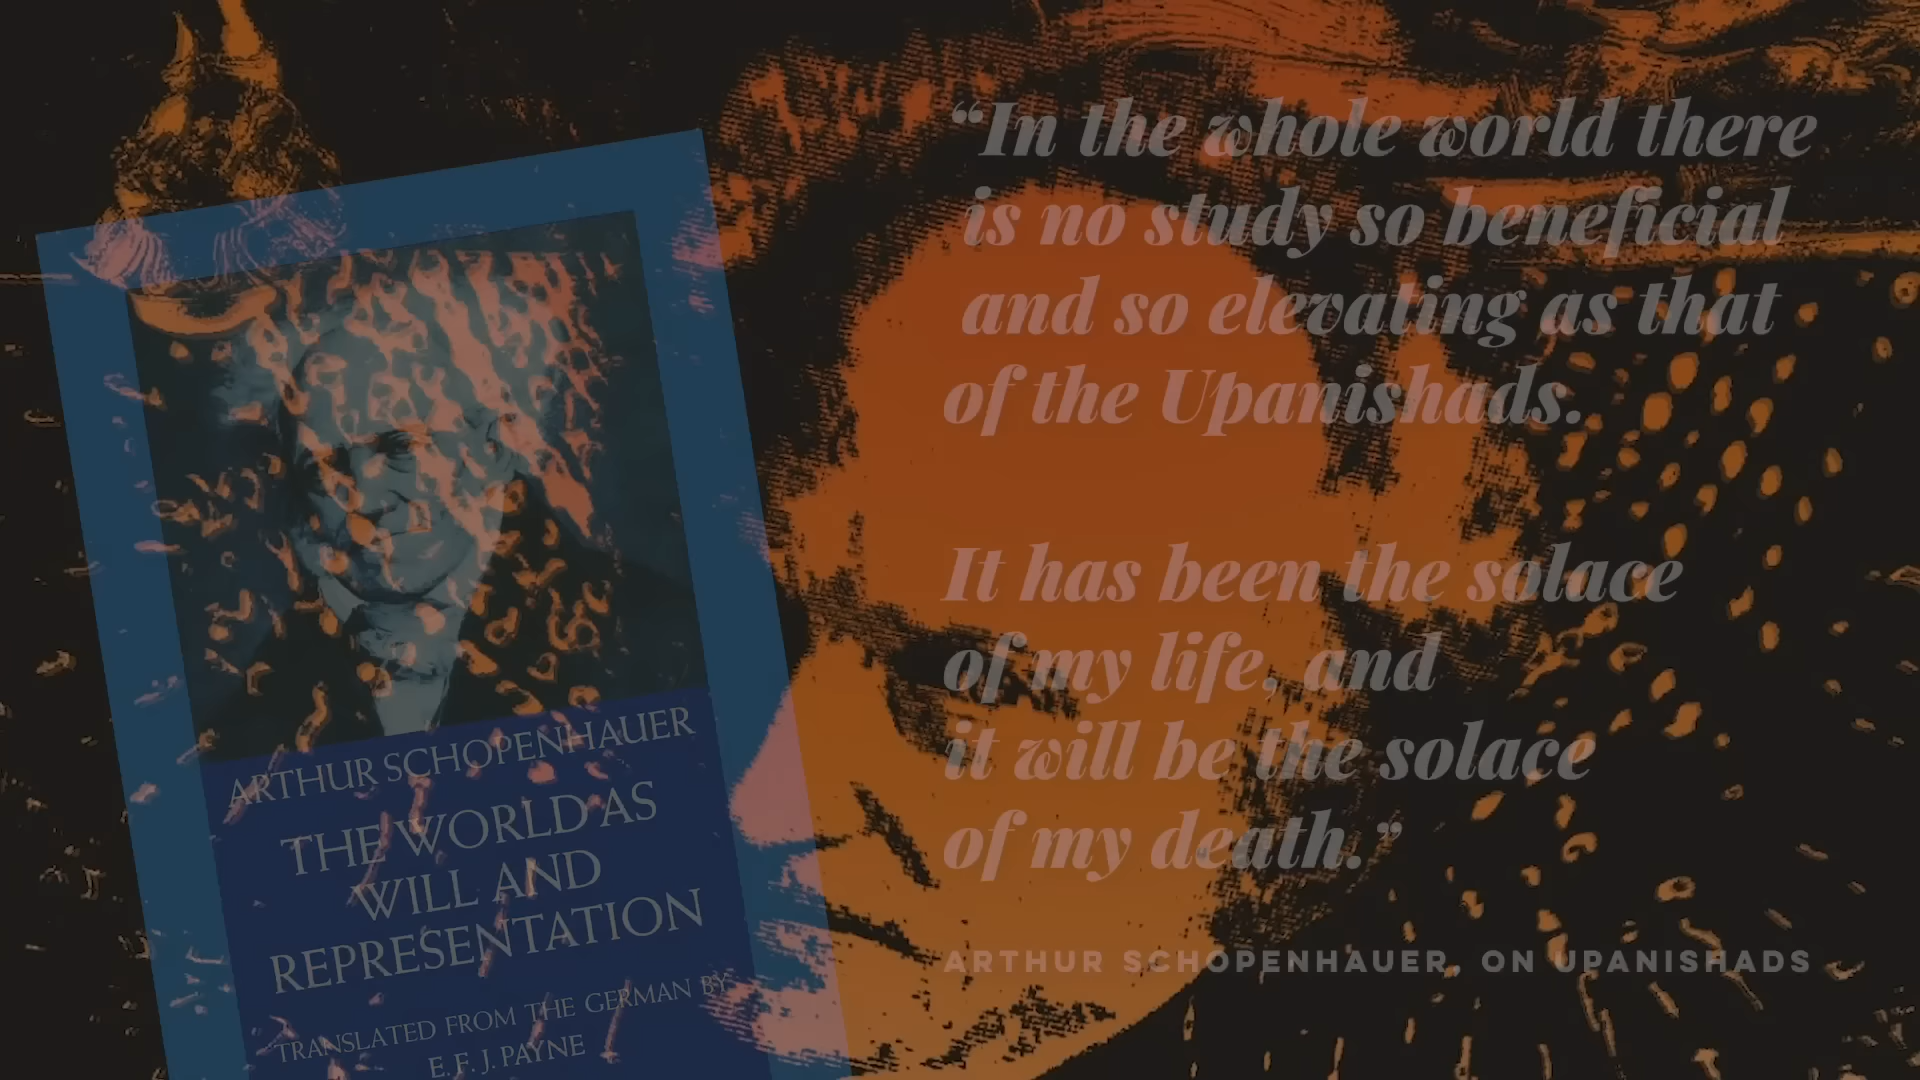 ARTHUR SCHOPENHAUER
THE WORLD AS
WILL AND
REPRESENTATION
TRANSLATED FROM THE GERMAN BY
E. F. J. PAYNE
“In the whole world there
is no study so beneficial
and so elevating as that
of the Upanishads.
It has been the solace
of my life, and
it will be the solace
of my death.”
ARTHUR SCHOPENHAUER, ON UPANISHADS